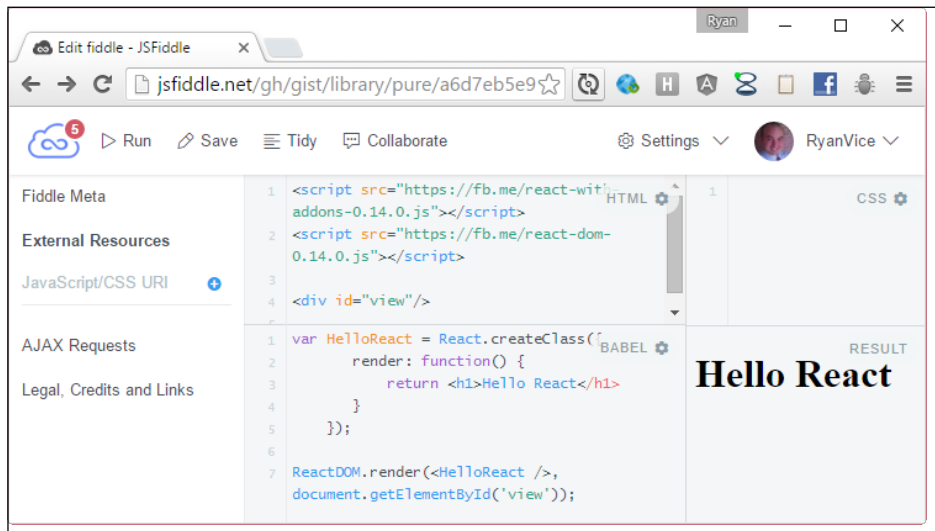 Ryan
Edit fiddle - JSFiddle
jsfiddle.net/gh/gist/library/pure/a6d7eb5e9
5
Run
Save
Tidy
Collaborate
Settings
RyanVice
Fiddle Meta
External Resources
JavaScript/CSS URI
AJAX Requests
Legal, Credits and Links
1 <script src="https://fb.me/react-with-
addons-0.14.0.js"></script>
2 <script src="https://fb.me/react-dom-
0.14.0.js"></script>
3
4 <div id="view"/>
HTML
1
CSS
1 var HelloReact = React.createClass({
2 render: function() {
3 return <h1>Hello React</h1>
4 }
5 });
6
7 ReactDOM.render(<HelloReact />,
document.getElementById('view'));
BABEL
RESULT
Hello React